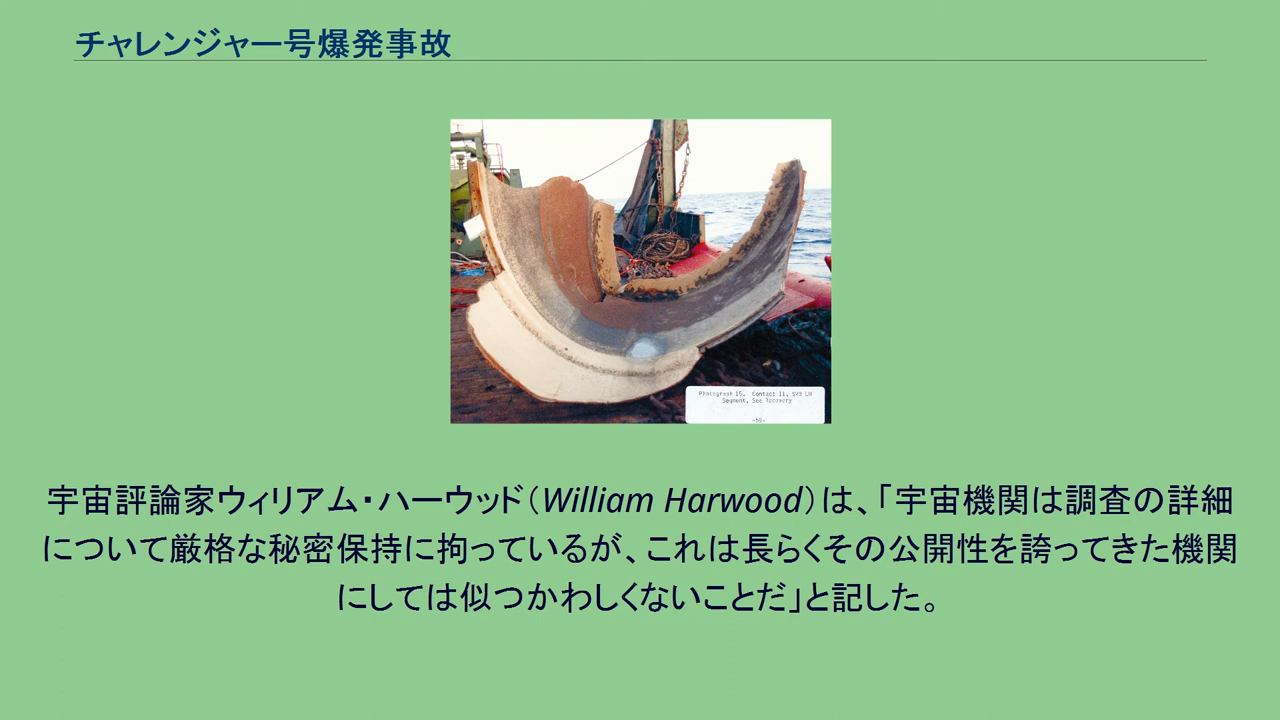 チャレンジャー号爆発事故
Photograph 15, Contact 11, SRB LH
Segment, Sea Recovery
-50-
宇宙評論家ウィリアム・ハーウッド（William Harwood）は、「宇宙機関は調査の詳細
について厳格な秘密保持に拘っているが、これは長らくその公開性を誇ってきた機関
にしては似つかわしくないことだ」と記した。